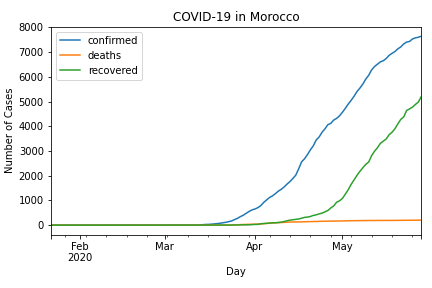 COVID-19 in Morocco
confirmed
deaths
recovered
Number of Cases
8000
7000
6000
5000
4000
3000
2000
1000
0
Feb
2020
Mar
Apr
May
Day